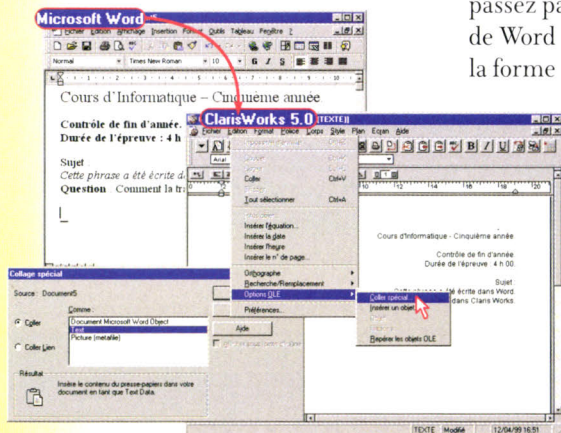 passez pa
de Word
la forme
Microsoft Word
Fichier Edition Affichage Insertion Format Outils Tableau Fenêtre ?
Normal Times New Roman 10 G I S
Cours d'Informatique – Cinquième année
Contrôle de fin d'année.
Durée de l'épreuve : 4 h
Sujet
Cette phrase a été écrite d
Question Comment la tr
ClarisWorks 5.0 [TEXTE]]
Fichier Edition Format Police Corps Style Plan Ecran Aide
Arial
Coller Ctrl+V
Tout sélectionner Ctrl+A
Insérer l'équation...
Insérer la date
Insérer l'heure
Insérer le n° de page...
Orthographe
Recherche/Remplacement
Options OLE
Préférences...
Coller spécial...
Insérer un objet...
Repérer les objets OLE
Cours d'Informatique - Cinquième année
Contrôle de fin d'année
Durée de l'épreuve : 4 h 00
Sujet
été écrite dans Word
dans Claris Works.
Collage spécial
Source : Document5
Comme :
Coller
Document Microsoft Word Object
Text
Picture (metafile)
Coller Lien
Aide
Résultat
Insère le contenu du presse-papiers dans votre
document en tant que Text Data.
TEXTE Modifié 12/04/99 16:51